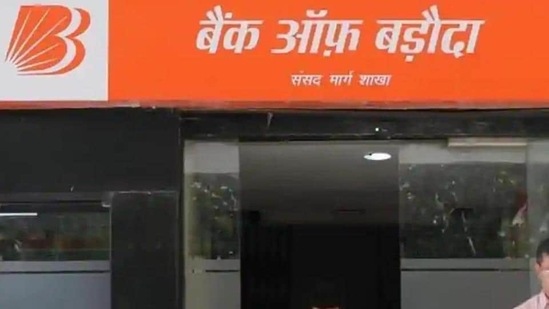 बैंक ऑफ़ बड़ौदा
संसद मार्ग शाखा